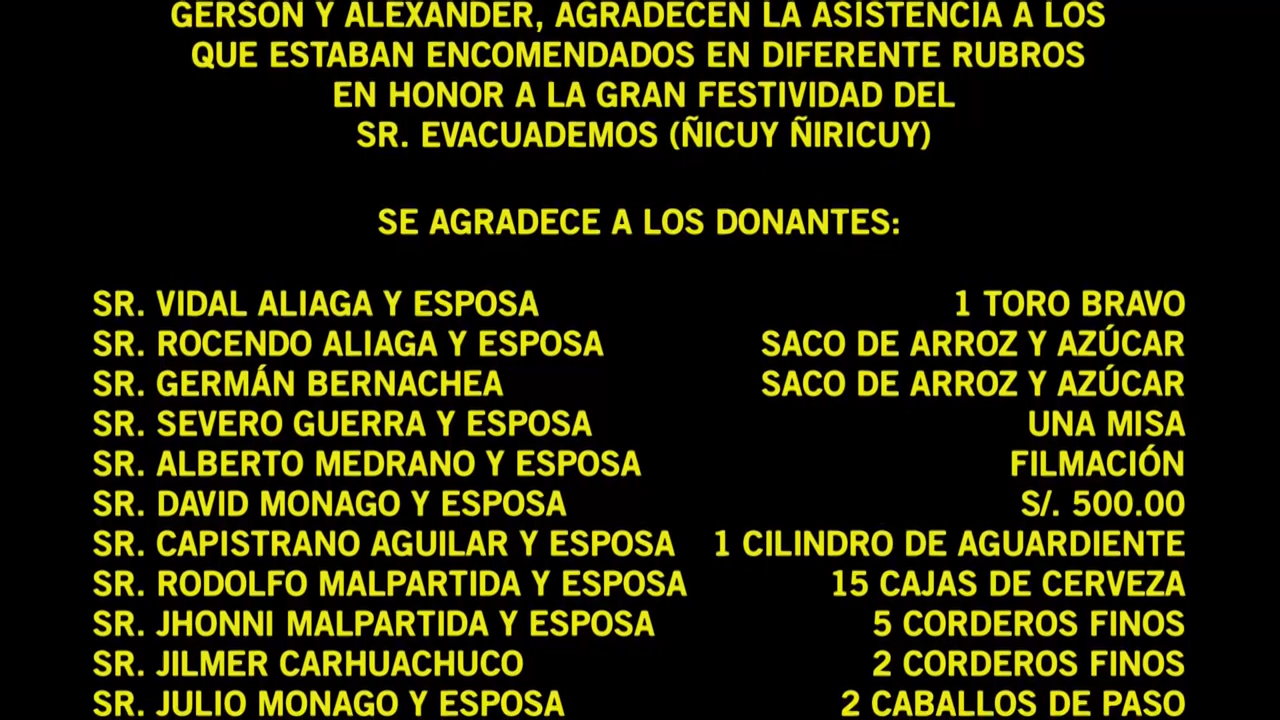 GERSON Y ALEXANDER, AGRADECEN LA ASISTENCIA A LOS
QUE ESTABAN ENCOMENDADOS EN DIFERENTE RUBROS
EN HONOR A LA GRAN FESTIVIDAD DEL
SR. EVACUADEMOS (ÑICUY ÑIRICUY)
SE AGRADECE A LOS DONANTES:
SR. VIDAL ALIAGA Y ESPOSA 1 TORO BRAVO
SR. ROCENDO ALIAGA Y ESPOSA SACO DE ARROZ Y AZÚCAR
SR. GERMÁN BERNACHEA SACO DE ARROZ Y AZÚCAR
SR. SEVERO GUERRA Y ESPOSA UNA MISA
SR. ALBERTO MEDRANO Y ESPOSA FILMACIÓN
SR. DAVID MONAGO Y ESPOSA S/. 500.00
SR. CAPISTRANO AGUILAR Y ESPOSA 1 CILINDRO DE AGUARDIENTE
SR. RODOLFO MALPARTIDA Y ESPOSA 15 CAJAS DE CERVEZA
SR. JHONNI MALPARTIDA Y ESPOSA 5 CORDEROS FINOS
SR. JILMER CARHUACHUCO 2 CORDEROS FINOS
SR. JULIO MONAGO Y ESPOSA 2 CABALLOS DE PASO